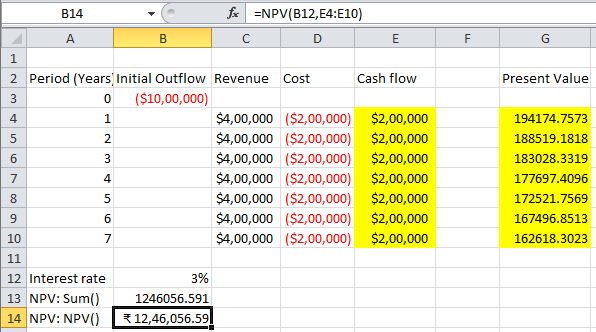 B14 fx =NPV(B12,E4:E10)
A B C D E F G
1
2 Period (Years Initial Outflow Revenue Cost Cash flow Present Value
3 0 ($10,00,000)
4 1 $4,00,000 ($2,00,000) $2,00,000 194174.7573
5 2 $4,00,000 ($2,00,000) $2,00,000 188519.1818
6 3 $4,00,000 ($2,00,000) $2,00,000 183028.3319
7 4 $4,00,000 ($2,00,000) $2,00,000 177697.4096
8 5 $4,00,000 ($2,00,000) $2,00,000 172521.7569
9 6 $4,00,000 ($2,00,000) $2,00,000 167496.8513
10 7 $4,00,000 ($2,00,000) $2,00,000 162618.3023
11
12 Interest rate 3%
13 NPV: Sum() 1246056.591
14 NPV: NPV() ₹ 12,46,056.59